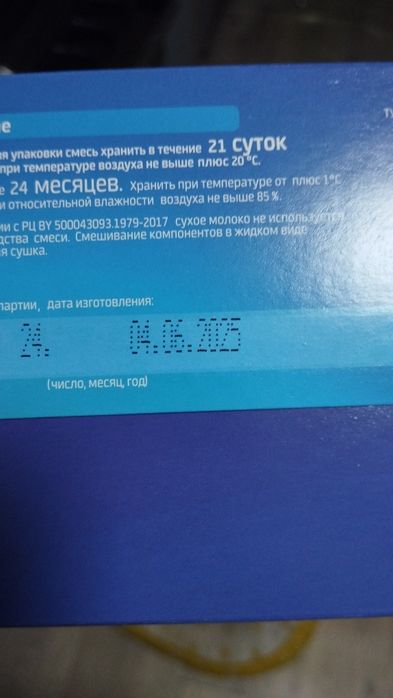 е
я упаковки смесь хранить в течение 21 суток
при температуре воздуха не выше плюс 20°С.
е 24 месяцев. Хранить при температуре от плюс 1°С
и относительной влажности воздуха не выше 85 %.
ии с РЦ BY 500043093.1979-2017 сухое молоко не используется
дства смеси. Смешивание компонентов в жидком виде
я сушка.
партии, дата изготовления:
24. 04.06.2025
(число, месяц, год)